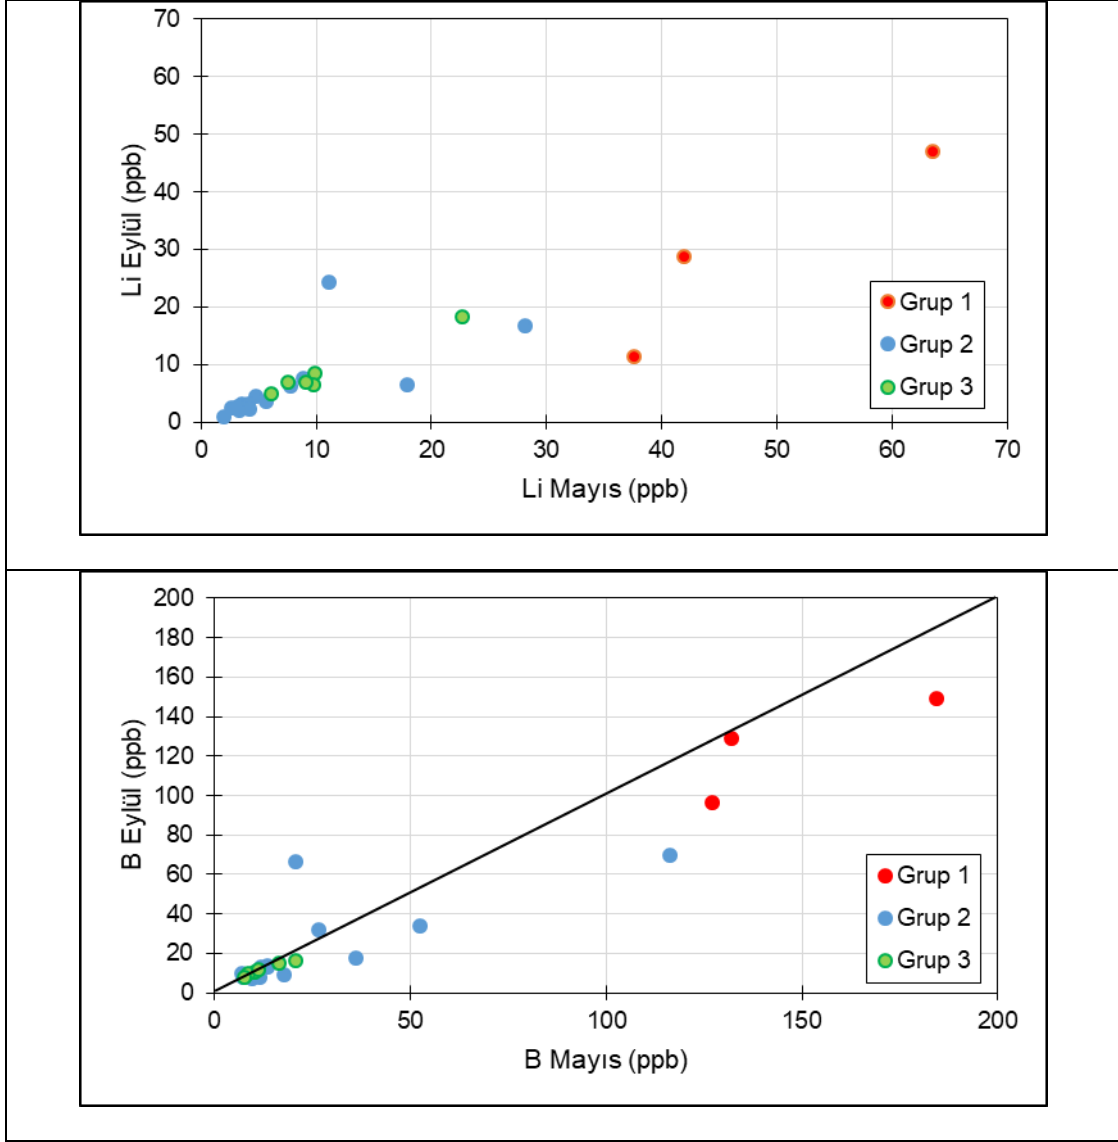 70
60
50
40
30
20
10
0
Li Eylül (ppb)
Grup 1
Grup 2
Grup 3
0 10 20 30 40 50 60 70
Li Mayıs (ppb)
200
180
160
140
120
100
80
60
40
20
0
B Eylül (ppb)
Grup 1
Grup 2
Grup 3
0 50 100 150 200
B Mayıs (ppb)